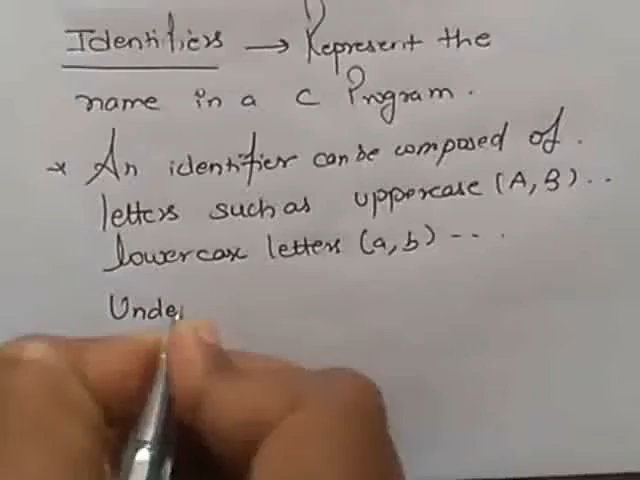 Identifiers → Represent the
name in a C Program.
* An identifier can be composed of
letters such as uppercase (A, B)..
lowercase letters (a, b) -- ..
Unde